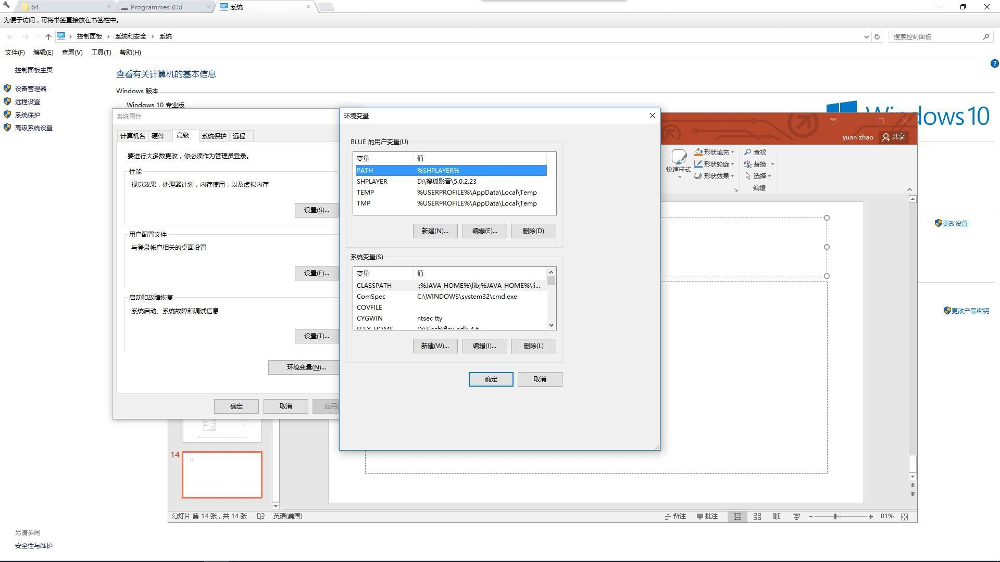 64
Programmes (D:)
系统
为便于访问，可将书签直接放在书签栏中。
控制面板 › 系统和安全 › 系统
搜索控制面板
文件(F) 编辑(E) 查看(V) 工具(T) 帮助(H)
控制面板主页
设备管理器
远程设置
系统保护
高级系统设置
查看有关计算机的基本信息
Windows 版本
Windows 10 专业版
Windows 10
更改设置
更改产品密钥
另请参阅
安全性与维护
系统属性
计算机名 硬件 高级 系统保护 远程
要进行大多数更改，你必须作为管理员登录。
性能
视觉效果，处理器计划，内存使用，以及虚拟内存
设置(S)...
用户配置文件
与登录帐户相关的桌面设置
设置(E)...
启动和故障恢复
系统启动、系统故障和调试信息
设置(T)...
环境变量(N)...
确定 取消 应用(
环境变量
BLUE 的用户变量(U)
变量 值
PATH %SHPLAYER%
SHPLAYER D:\搜狐影音\5.0.2.23
TEMP %USERPROFILE%\AppData\Local\Temp
TMP %USERPROFILE%\AppData\Local\Temp
新建(N)... 编辑(E)... 删除(D)
系统变量(S)
变量 值
CLASSPATH .;%JAVA_HOME%\lib;%JAVA_HOME%\li...
ComSpec C:\WINDOWS\system32\cmd.exe
COVFILE
CYGWIN ntsec tty
FLEX_HOME D:\Flash\flex_sdk_4.6
新建(W)... 编辑(I)... 删除(L)
确定 取消
yuan zhao 共享
快速样式
形状填充
形状轮廓
形状效果
查找
替换
选择
编辑
14
13
幻灯片 第 14 张，共 14 张 英语(美国)
备注 批注 81%